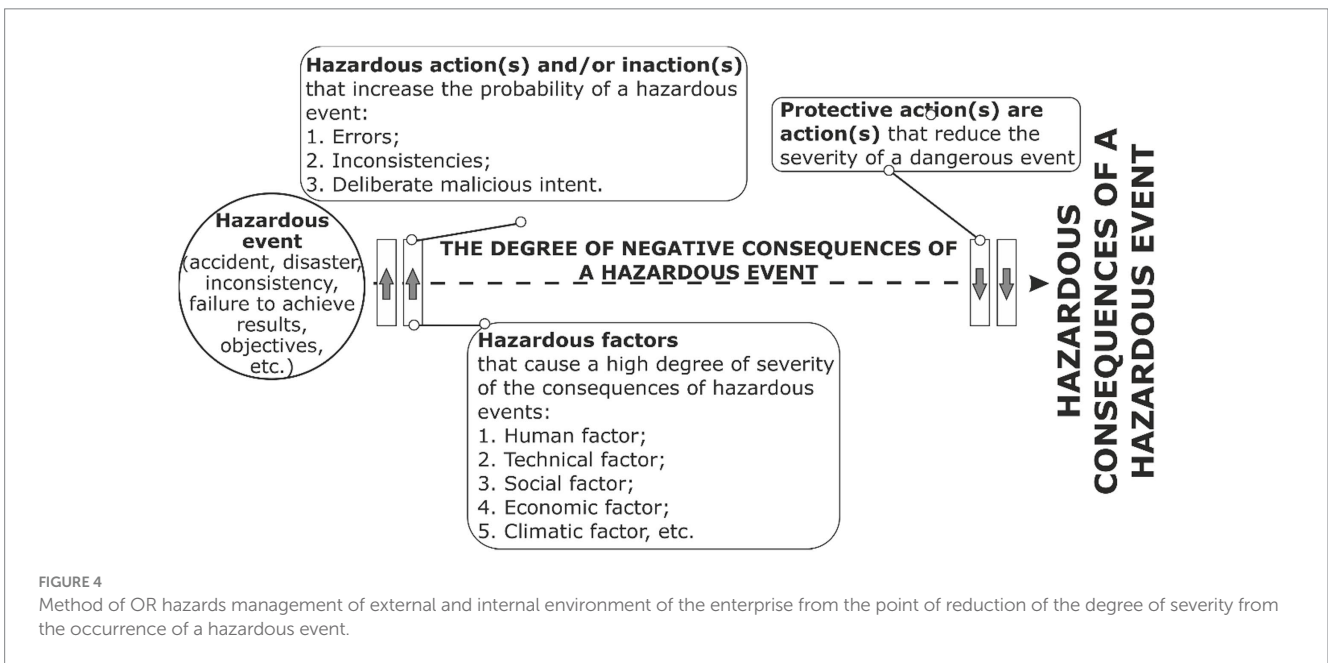 Hazardous action(s) and/or inaction(s)
that increase the probability of a hazardous
event:
1. Errors;
2. Inconsistencies;
3. Deliberate malicious intent.
Protective action(s) are
action(s) that reduce the
severity of a dangerous event
Hazardous
event
(accident, disaster,
inconsistency,
failure to achieve
results,
objectives,
etc.)
THE DEGREE OF NEGATIVE CONSEQUENCES OF
A HAZARDOUS EVENT
HAZARDOUS
CONSEQUENCES OF A
HAZARDOUS EVENT
Hazardous factors
that cause a high degree of severity
of the consequences of hazardous
events:
1. Human factor;
2. Technical factor;
3. Social factor;
4. Economic factor;
5. Climatic factor, etc.
FIGURE 4
Method of OR hazards management of external and internal environment of the enterprise from the point of reduction of the degree of severity from
the occurrence of a hazardous event.